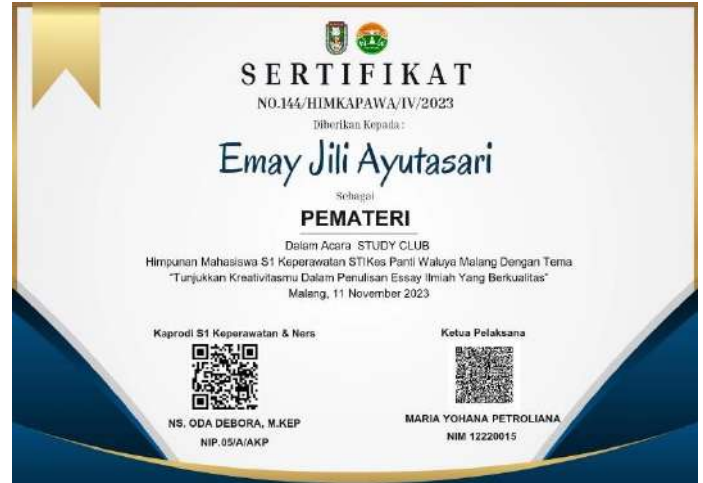 SERTIFIKAT
NO.144/HIMKAPAWA/IV/2023
Diberikan Kepada :
Emay Jili Ayutasari
Sebagai
PEMATERI
Dalam Acara STUDY CLUB
Himpunan Mahasiswa S1 Keperawatan STIKes Panti Waluya Malang Dengan Tema
"Tunjukkan Kreativitasmu Dalam Penulisan Essay Ilmiah Yang Berkualitas"
Malang, 11 November 2023
Kaprodi S1 Keperawatan & Ners
NS. ODA DEBORA, M.KEP
NIP.05/A/AKP
Ketua Pelaksana
MARIA YOHANA PETROLIANA
NIM 12220015